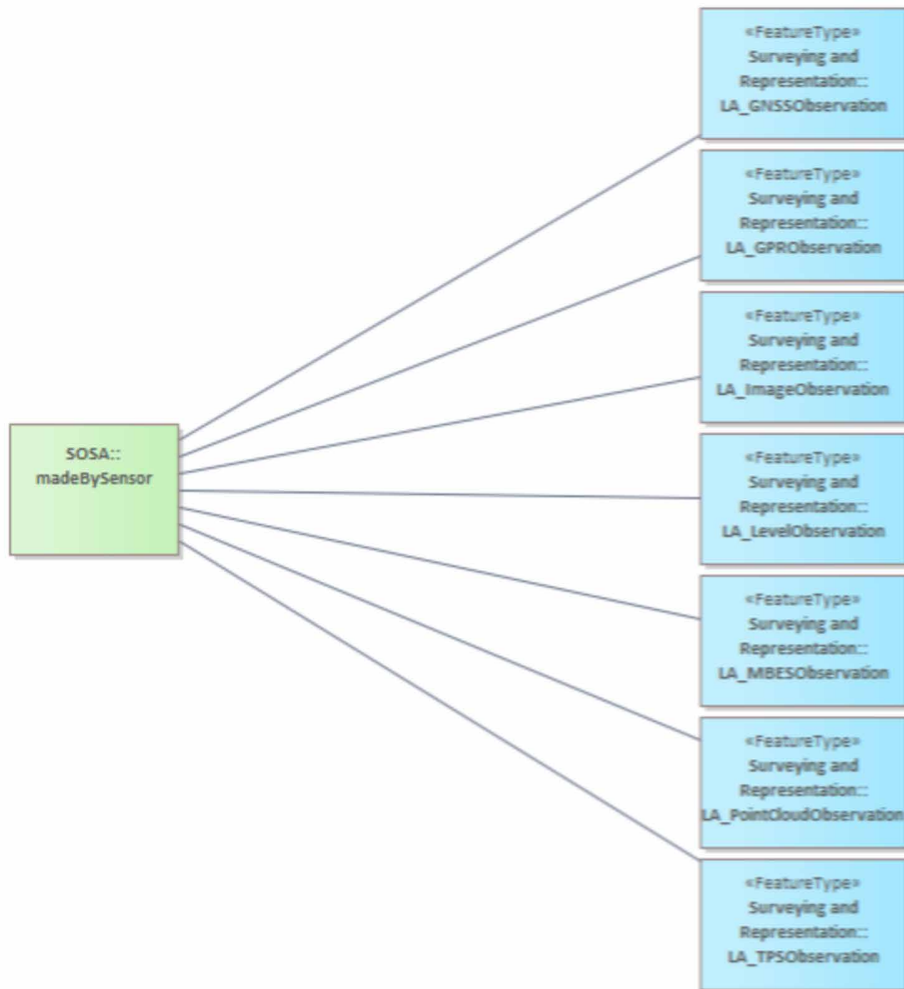 SOSA::
madeBySensor
«FeatureType»
Surveying and
Representation::
LA_GNSSObservation
«FeatureType»
Surveying and
Representation::
LA_GPRObservation
«FeatureType»
Surveying and
Representation::
LA_ImageObservation
«FeatureType»
Surveying and
Representation::
LA_LevelObservation
«FeatureType»
Surveying and
Representation::
LA_MBESObservation
«FeatureType»
Surveying and
Representation::
LA_PointCloudObservation
«FeatureType»
Surveying and
Representation::
LA_TPSObservation